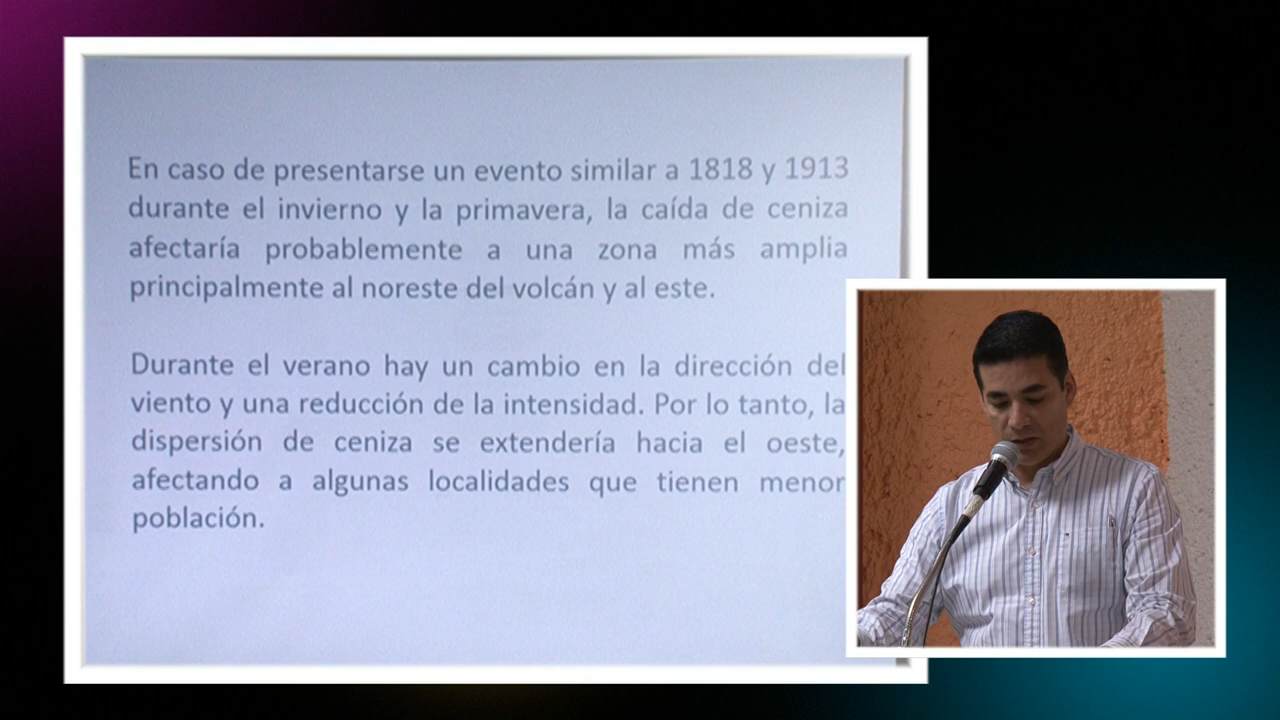 En caso de presentarse un evento similar a 1818 y 1913
durante el invierno y la primavera, la caída de ceniza
afectaría probablemente a una zona más amplia
principalmente al noreste del volcán y al este.
Durante el verano hay un cambio en la dirección del
viento y una reducción de la intensidad. Por lo tanto, la
dispersión de ceniza se extendería hacia el oeste,
afectando a algunas localidades que tienen menor
población.